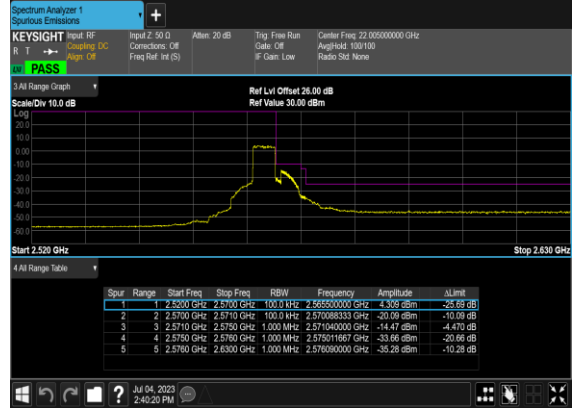 Spectrum Analyzer 1
Spurious Emissions
+
KEYSIGHT Input: RF Input Z: 50 Ω Atten: 20 dB Trig: Free Run Center Freq: 22.005000000 GHz
R T Coupling: DC Corrections: Off Gate: Off Avg|Hold: 100/100
Align: Off Freq Ref: Int (S) IF Gain: Low Radio Std: None
PASS
3 All Range Graph
Ref Lvl Offset 26.00 dB
Scale/Div 10.0 dB Ref Value 30.00 dBm
Log
20.0
10.0
0.00
-10.0
-20.0
-30.0
-40.0
-50.0
-60.0
Start 2.520 GHz Stop 2.630 GHz
4 All Range Table
Spur Range Start Freq Stop Freq RBW Frequency Amplitude ΔLimit
1 1 2.5200 GHz 2.5700 GHz 100.0 kHz 2.565500000 GHz 4.309 dBm -25.69 dB
2 2 2.5700 GHz 2.5710 GHz 100.0 kHz 2.570088333 GHz -20.09 dBm -10.09 dB
3 3 2.5710 GHz 2.5750 GHz 1.000 MHz 2.571040000 GHz -14.47 dBm -4.470 dB
4 4 2.5750 GHz 2.5760 GHz 1.000 MHz 2.575011667 GHz -33.66 dBm -20.66 dB
5 5 2.5760 GHz 2.6300 GHz 1.000 MHz 2.576090000 GHz -35.28 dBm -10.28 dB
? Jul 04, 2023
2:40:20 PM